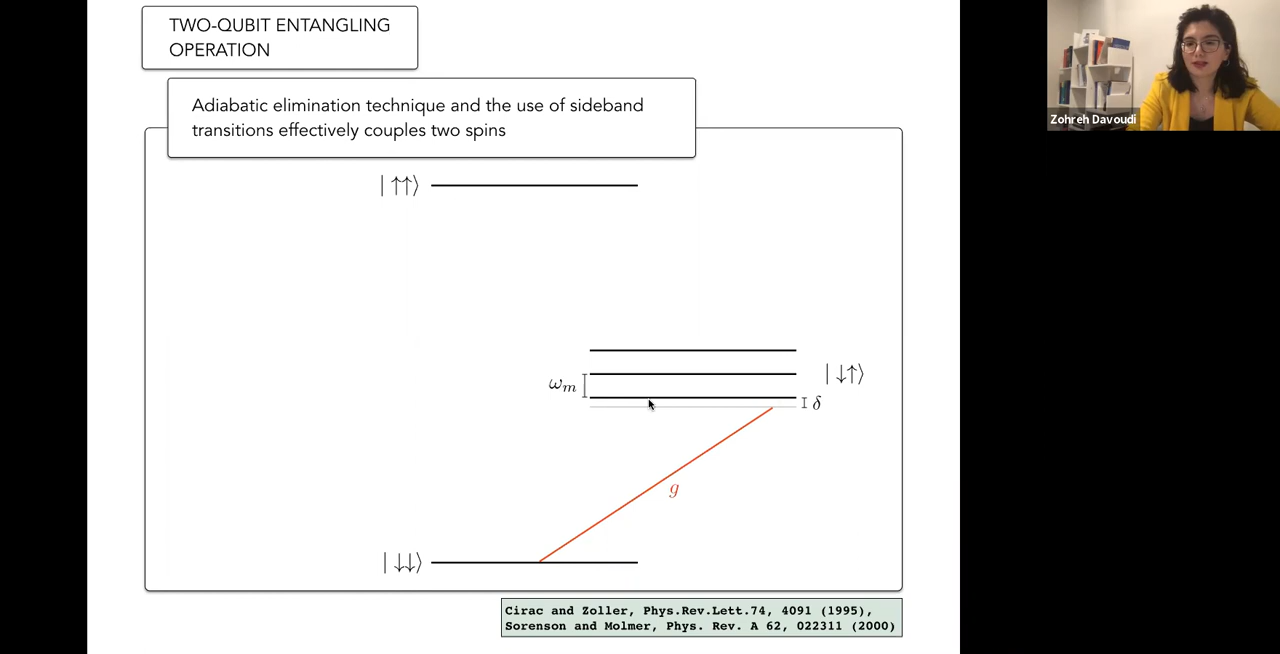 TWO-QUBIT ENTANGLING
OPERATION
Adiabatic elimination technique and the use of sideband
transitions effectively couples two spins
Zohreh Davoudi
| ↑↑⟩
ωm
| ↓↑⟩
δ
g
| ↓↓⟩
Cirac and Zoller, Phys.Rev.Lett.74, 4091 (1995),
Sorenson and Molmer, Phys. Rev. A 62, 022311 (2000)